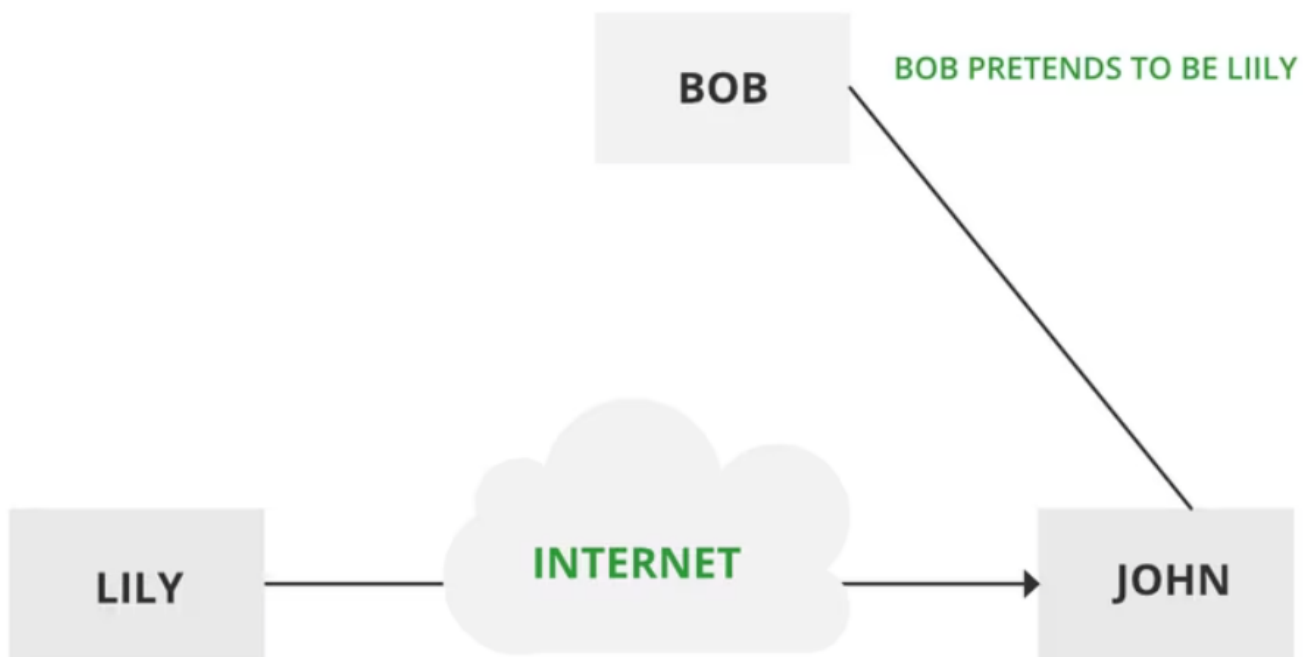 BOB
BOB PRETENDS TO BE LIILY
INTERNET
LILY
JOHN